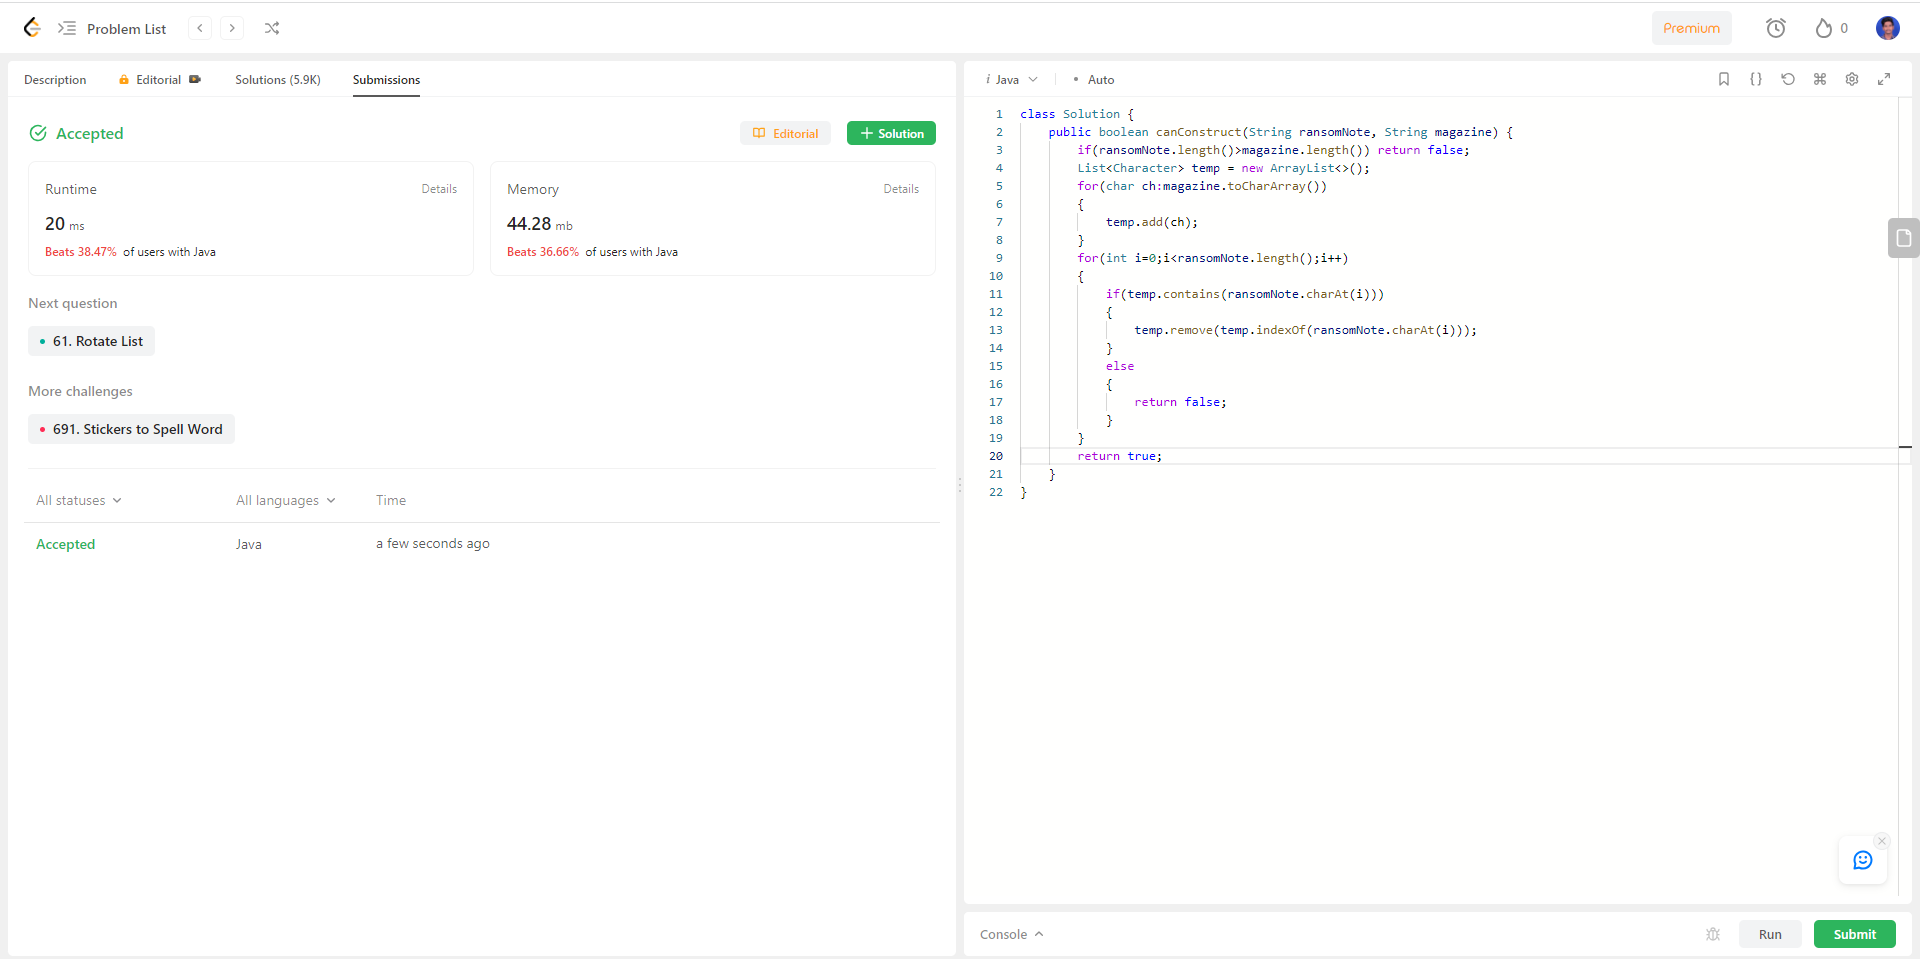 Problem List
Premium
0
Description
Editorial
Solutions (5.9K)
Submissions
Accepted
Editorial
Solution
Runtime
Details
20 ms
Beats 38.47% of users with Java
Memory
Details
44.28 mb
Beats 36.66% of users with Java
Next question
61. Rotate List
More challenges
691. Stickers to Spell Word
All statuses
All languages
Time
Accepted
Java
a few seconds ago
i Java
Auto
1 class Solution {
2 public boolean canConstruct(String ransomNote, String magazine) {
3 if(ransomNote.length()>magazine.length()) return false;
4 List<Character> temp = new ArrayList<>();
5 for(char ch:magazine.toCharArray())
6 {
7 temp.add(ch);
8 }
9 for(int i=0;i<ransomNote.length();i++)
10 {
11 if(temp.contains(ransomNote.charAt(i)))
12 {
13 temp.remove(temp.indexOf(ransomNote.charAt(i)));
14 }
15 else
16 {
17 return false;
18 }
19 }
20 return true;
21 }
22 }
Console
Run
Submit